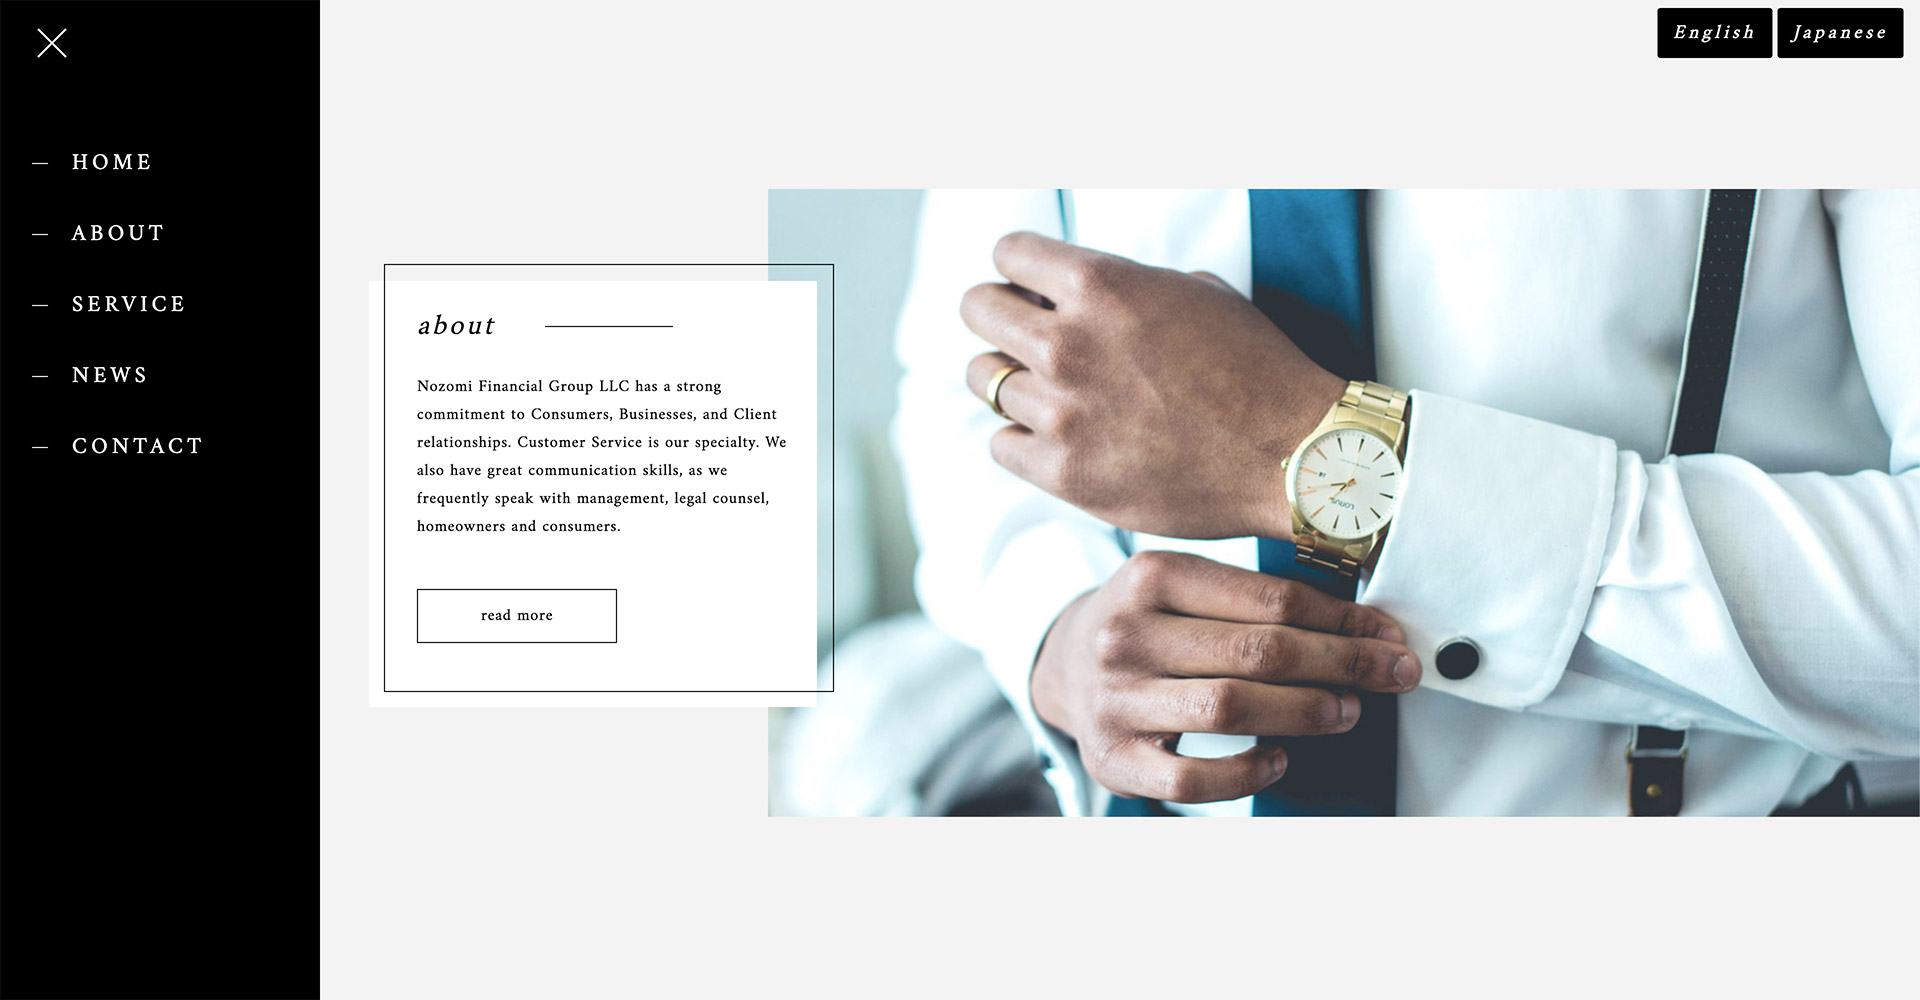 English
Japanese
— HOME
— ABOUT
— SERVICE
— NEWS
— CONTACT
about
Nozomi Financial Group LLC has a strong
commitment to Consumers, Businesses, and Client
relationships. Customer Service is our specialty. We
also have great communication skills, as we
frequently speak with management, legal counsel,
homeowners and consumers.
read more
LORUS